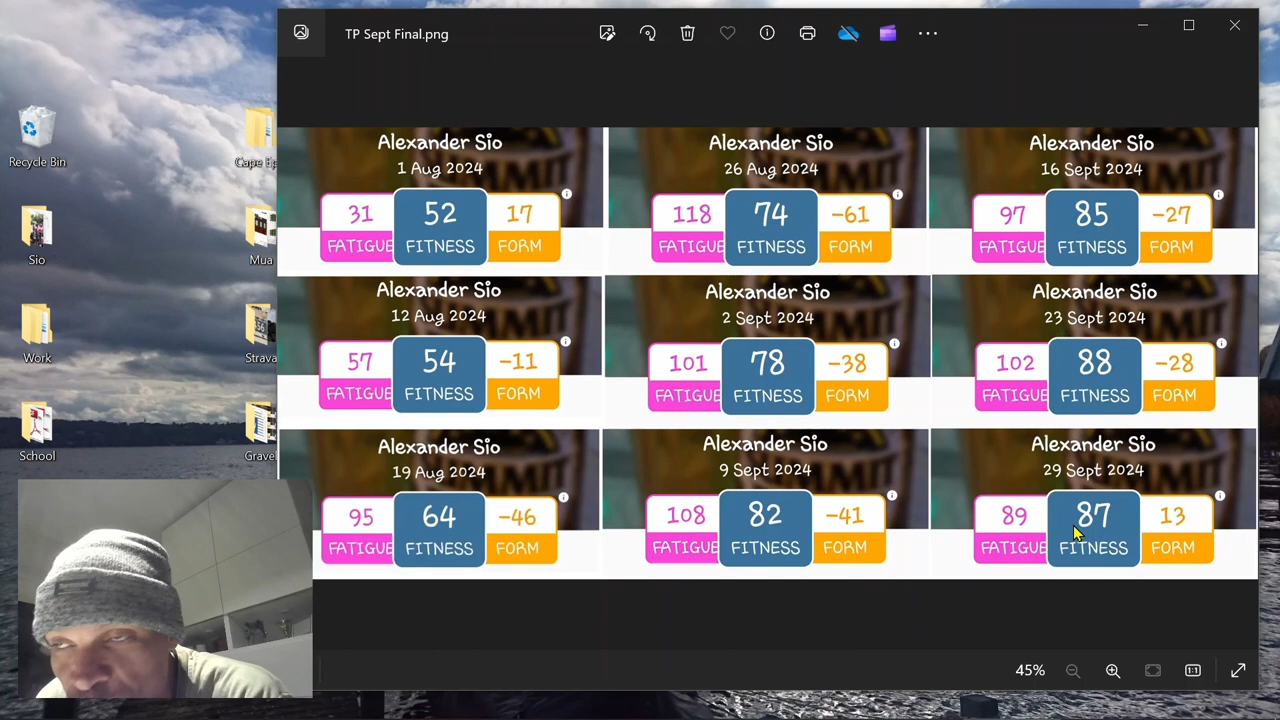 TP Sept Final.png
Recycle Bin
Sio
Work
School
Mua
Strava
Alexander Sio
1 Aug 2024
31 52 17
FATIGUE FITNESS FORM
Alexander Sio
26 Aug 2024
118 74 -61
FATIGUE FITNESS FORM
Alexander Sio
16 Sept 2024
97 85 -27
FATIGUE FITNESS FORM
Alexander Sio
12 Aug 2024
57 54 -11
FATIGUE FITNESS FORM
Alexander Sio
2 Sept 2024
101 78 -38
FATIGUE FITNESS FORM
Alexander Sio
23 Sept 2024
102 88 -28
FATIGUE FITNESS FORM
Alexander Sio
19 Aug 2024
95 64 -46
FATIGUE FITNESS FORM
Alexander Sio
9 Sept 2024
108 82 -41
FATIGUE FITNESS FORM
Alexander Sio
29 Sept 2024
89 87 13
FATIGUE FITNESS FORM
45%
1:1